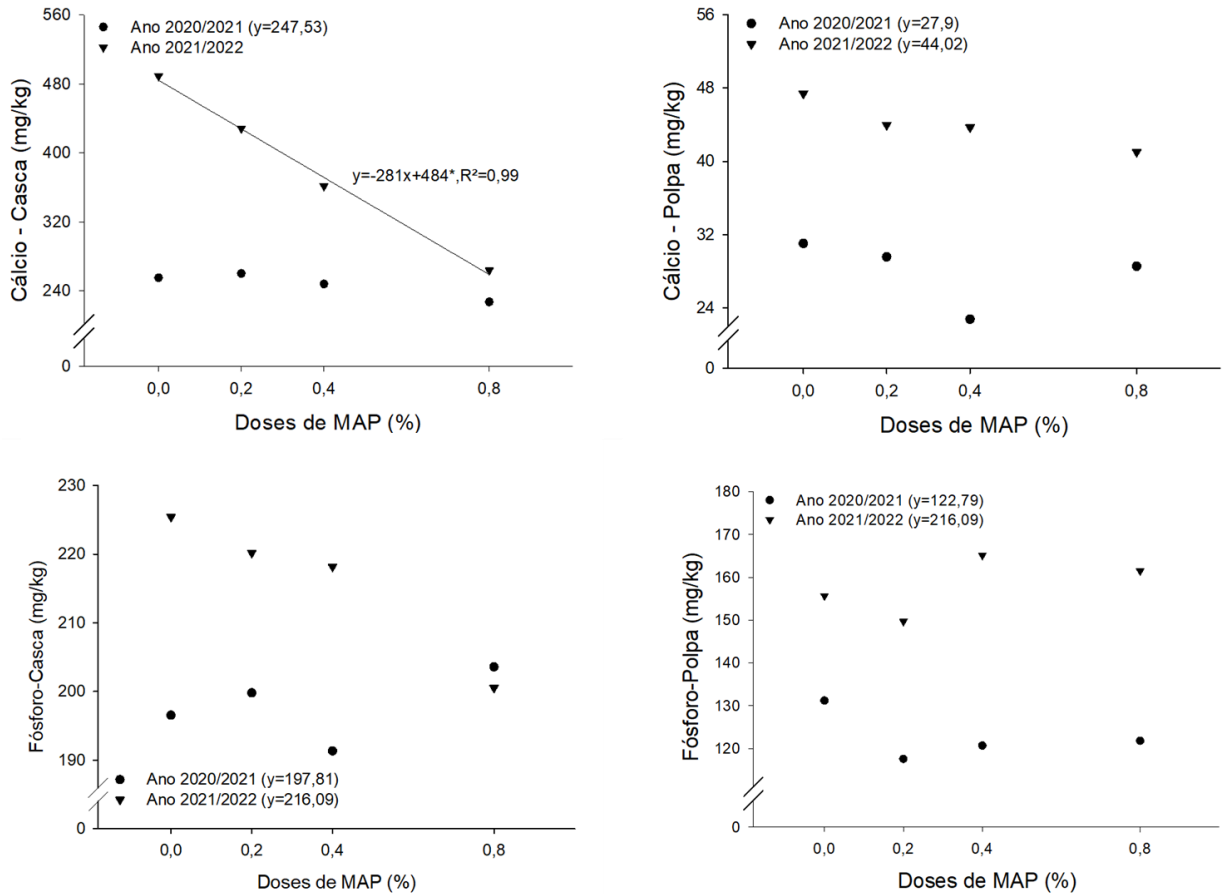 560
480
400
320
240
0
Cálcio - Casca (mg/kg)
Ano 2020/2021 (y=247,53)
Ano 2021/2022
y=-281x+484*,R²=0,99
0,0 0,2 0,4 0,8
Doses de MAP (%)
56
48
40
32
24
0
Cálcio - Polpa (mg/kg)
Ano 2020/2021 (y=27,9)
Ano 2021/2022 (y=44,02)
0,0 0,2 0,4 0,8
Doses de MAP (%)
230
220
210
200
190
0
Fósforo-Casca (mg/kg)
Ano 2020/2021 (y=197,81)
Ano 2021/2022 (y=216,09)
0,0 0,2 0,4 0,8
Doses de MAP (%)
180
170
160
150
140
130
120
0
Fósforo-Polpa (mg/kg)
Ano 2020/2021 (y=122,79)
Ano 2021/2022 (y=216,09)
0,0 0,2 0,4 0,8
Doses de MAP (%)